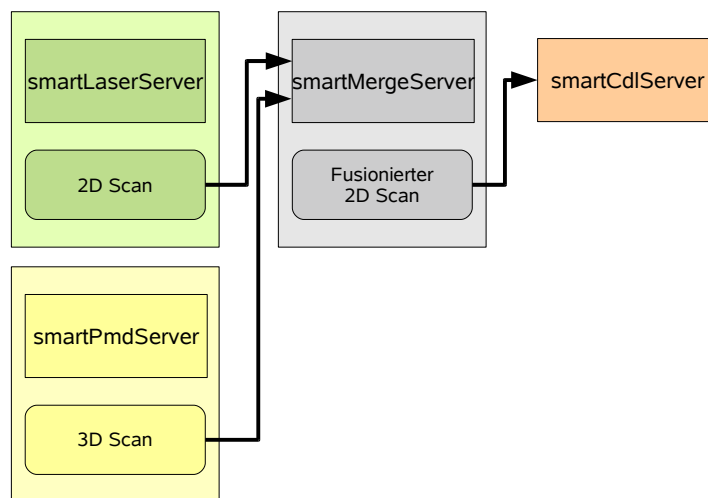 smartLaserServer
2D Scan
smartMergeServer
Fusionierter
2D Scan
smartCdlServer
smartPmdServer
3D Scan